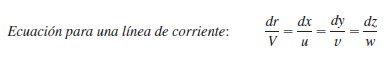 Ecuación para una línea de corriente: dr/V = dx/u = dy/v = dz/w